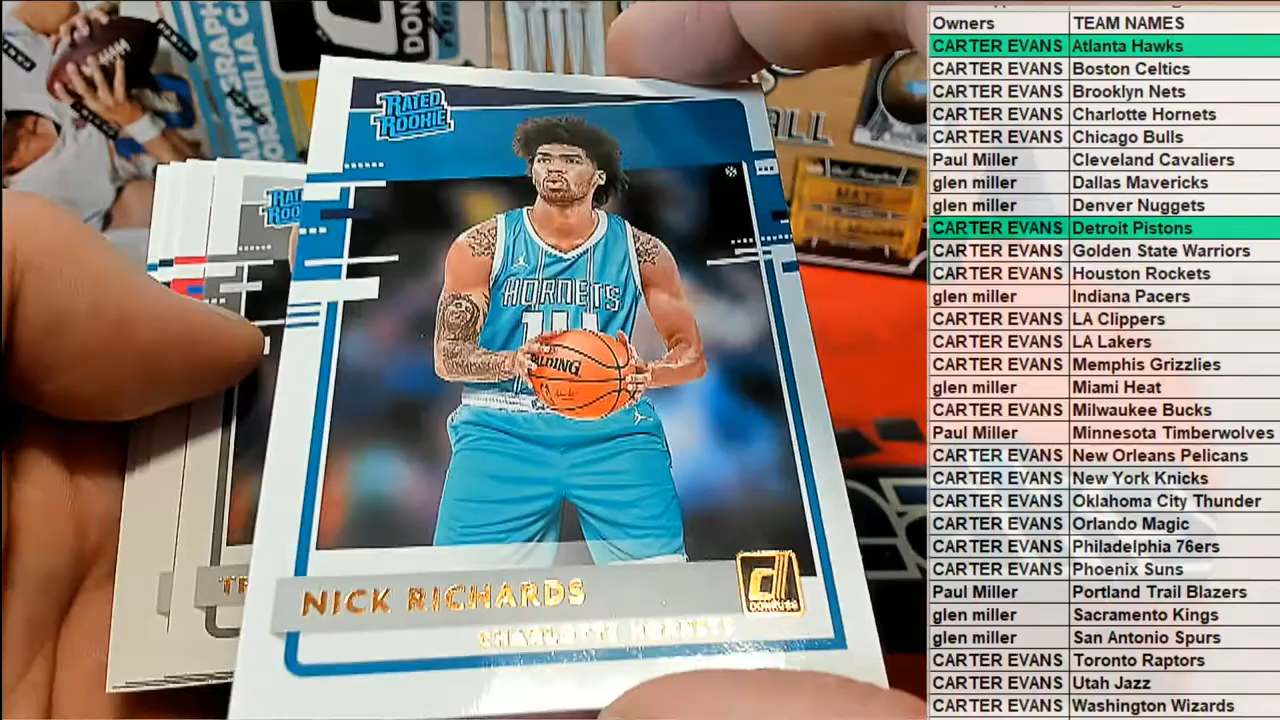 DON
AUTOGRAPH
RATED
ROOKIE
HORNETS
SPALDING
NICK RICHARDS
DONRUSS
Owners TEAM NAMES
CARTER EVANS Atlanta Hawks
CARTER EVANS Boston Celtics
CARTER EVANS Brooklyn Nets
CARTER EVANS Charlotte Hornets
CARTER EVANS Chicago Bulls
Paul Miller Cleveland Cavaliers
glen miller Dallas Mavericks
glen miller Denver Nuggets
CARTER EVANS Detroit Pistons
CARTER EVANS Golden State Warriors
CARTER EVANS Houston Rockets
glen miller Indiana Pacers
CARTER EVANS LA Clippers
CARTER EVANS LA Lakers
CARTER EVANS Memphis Grizzlies
glen miller Miami Heat
CARTER EVANS Milwaukee Bucks
Paul Miller Minnesota Timberwolves
CARTER EVANS New Orleans Pelicans
CARTER EVANS New York Knicks
CARTER EVANS Oklahoma City Thunder
CARTER EVANS Orlando Magic
CARTER EVANS Philadelphia 76ers
CARTER EVANS Phoenix Suns
Paul Miller Portland Trail Blazers
glen miller Sacramento Kings
glen miller San Antonio Spurs
CARTER EVANS Toronto Raptors
CARTER EVANS Utah Jazz
CARTER EVANS Washington Wizards